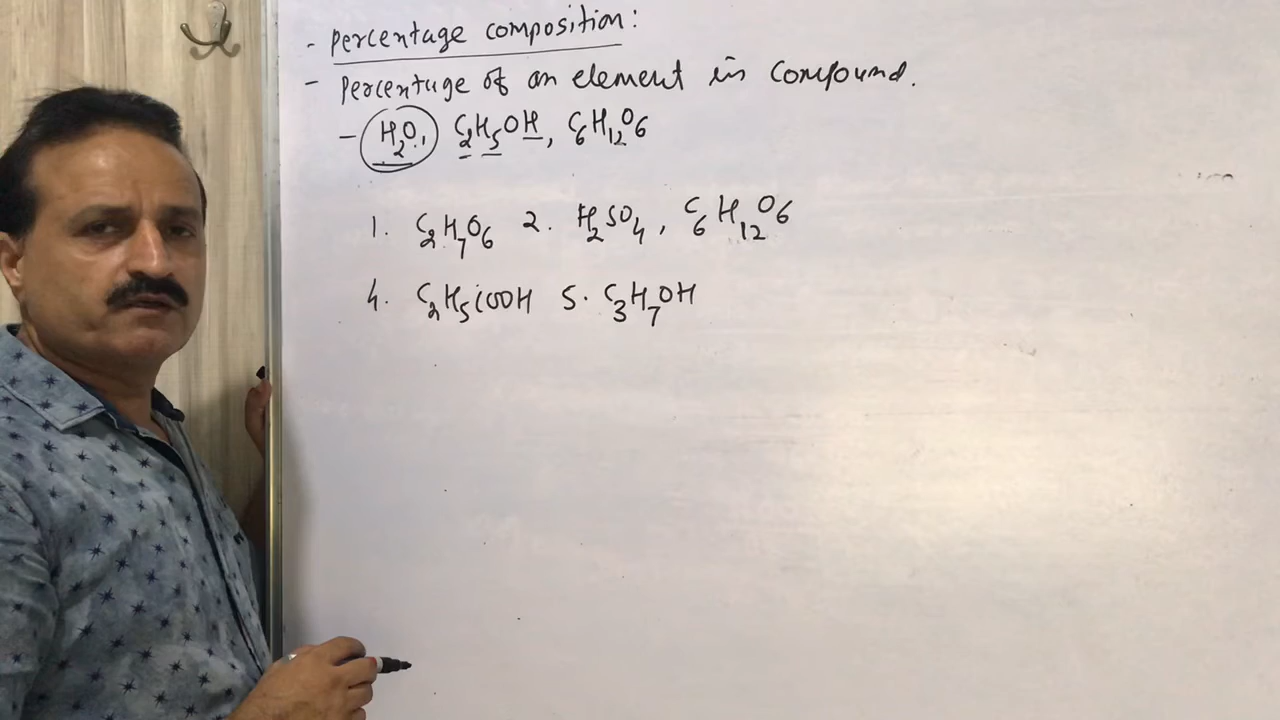 - Percentage composition:
- Percentage of an element in compound.
- H₂O, C₂H₅OH, C₆H₁₂O₆
1. C₂H₇O₆ 2. H₂SO₄, C₆H₁₂O₆
4. C₂H₅COOH 5. C₃H₇OH